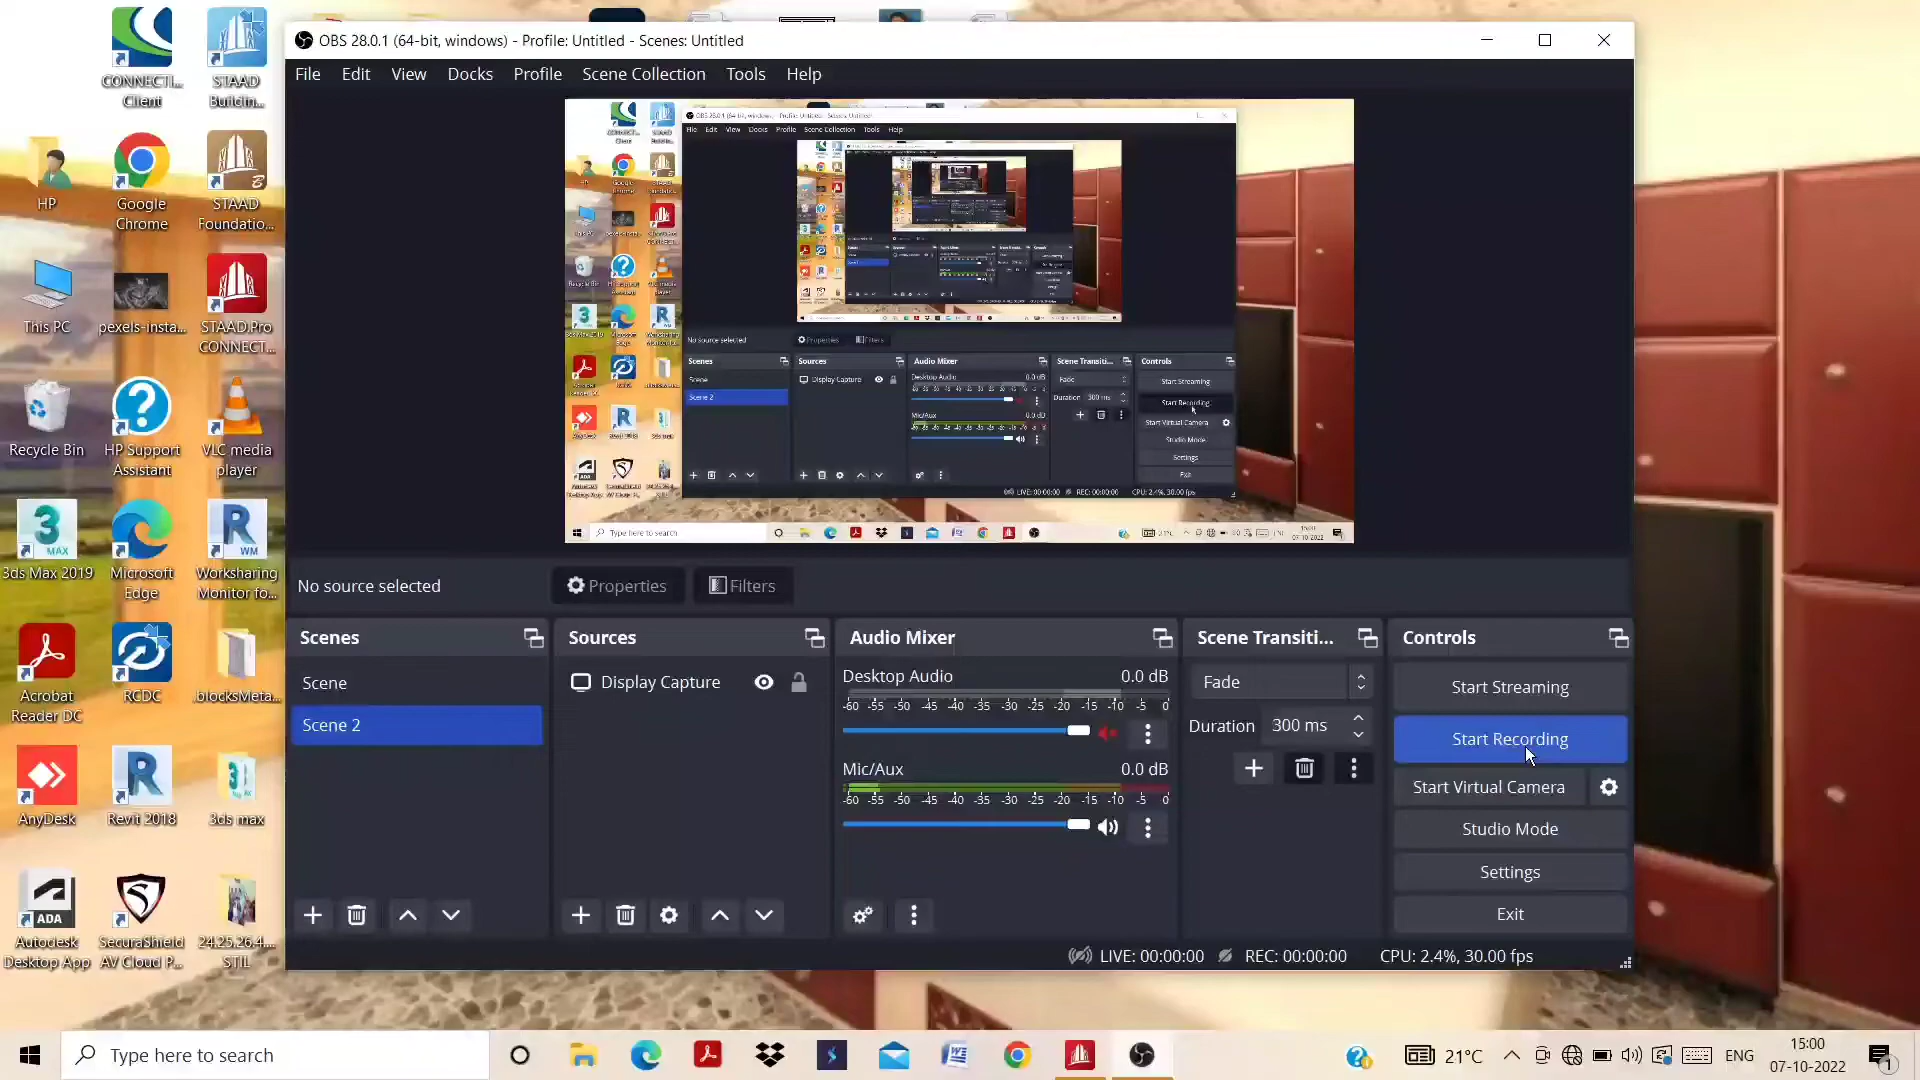 OBS 28.0.1 (64-bit, windows) - Profile: Untitled - Scenes: Untitled
File Edit View Docks Profile Scene Collection Tools Help
CONNECTI...
Client
STAAD
Buildin...
HP
Google
Chrome
STAAD
Foundatio...
This PC
pexels-insta...
STAAD.Pro
CONNECT...
Recycle Bin
HP Support
Assistant
VLC media
player
3ds Max 2019
Microsoft
Edge
Worksharing
Monitor fo...
Acrobat
Reader DC
RCDC
.blocksMeta...
AnyDesk
Revit 2018
3ds max
Autodesk
Desktop App
SecuraShield
AV Cloud P...
24.25.26.4....
STIL
No source selected
Properties
Filters
Scenes
Scene
Scene 2
Sources
Display Capture
Audio Mixer
Desktop Audio 0.0 dB
-60 -55 -50 -45 -40 -35 -30 -25 -20 -15 -10 -5 0
Mic/Aux 0.0 dB
-60 -55 -50 -45 -40 -35 -30 -25 -20 -15 -10 -5 0
Scene Transiti...
Fade
Duration 300 ms
Controls
Start Streaming
Start Recording
Start Virtual Camera
Studio Mode
Settings
Exit
LIVE: 00:00:00 REC: 00:00:00 CPU: 2.4%, 30.00 fps
Type here to search
21°C
ENG
15:00
07-10-2022
1